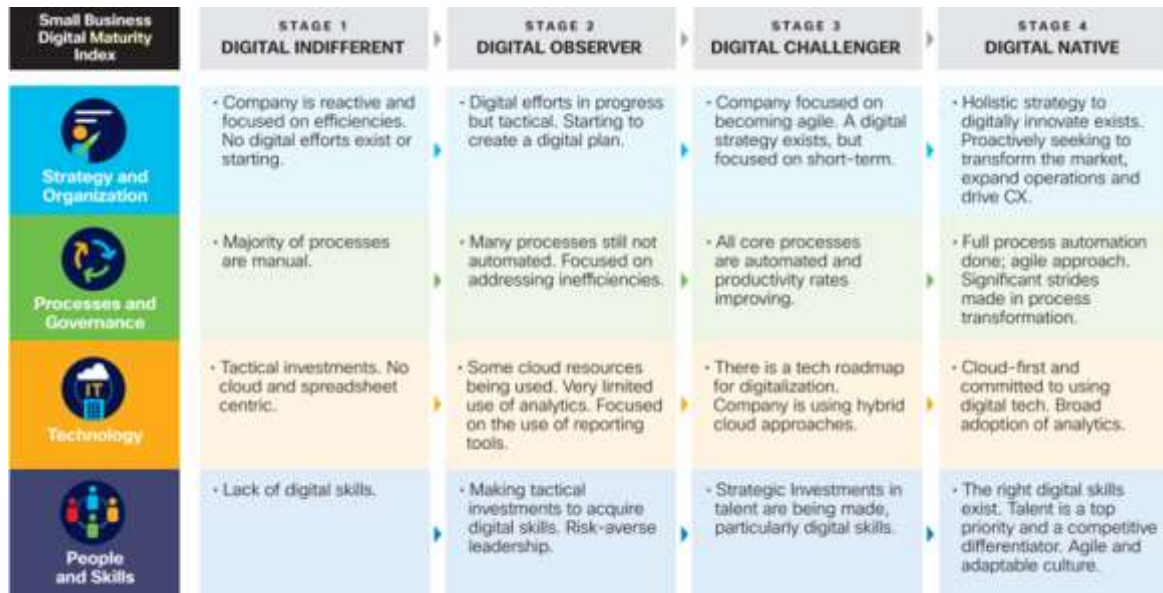 Small Business
Digital Maturity
Index
STAGE 1
DIGITAL INDIFFERENT
STAGE 2
DIGITAL OBSERVER
STAGE 3
DIGITAL CHALLENGER
STAGE 4
DIGITAL NATIVE
Strategy and
Organization
• Company is reactive and
focused on efficiencies.
No digital efforts exist or
starting.
• Digital efforts in progress
but tactical. Starting to
create a digital plan.
• Company focused on
becoming agile. A digital
strategy exists, but
focused on short-term.
• Holistic strategy to
digitally innovate exists.
Proactively seeking to
transform the market,
expand operations and
drive CX.
Processes and
Governance
• Majority of processes
are manual.
• Many processes still not
automated. Focused on
addressing inefficiencies.
• All core processes
are automated and
productivity rates
improving.
• Full process automation
done; agile approach.
Significant strides
made in process
transformation.
IT
Technology
• Tactical investments. No
cloud and spreadsheet
centric.
• Some cloud resources
being used. Very limited
use of analytics. Focused
on the use of reporting
tools.
• There is a tech roadmap
for digitalization.
Company is using hybrid
cloud approaches.
• Cloud-first and
committed to using
digital tech. Broad
adoption of analytics.
People
and Skills
• Lack of digital skills.
• Making tactical
investments to acquire
digital skills. Risk-averse
leadership.
• Strategic Investments in
talent are being made,
particularly digital skills.
• The right digital skills
exist. Talent is a top
priority and a competitive
differentiator. Agile and
adaptable culture.